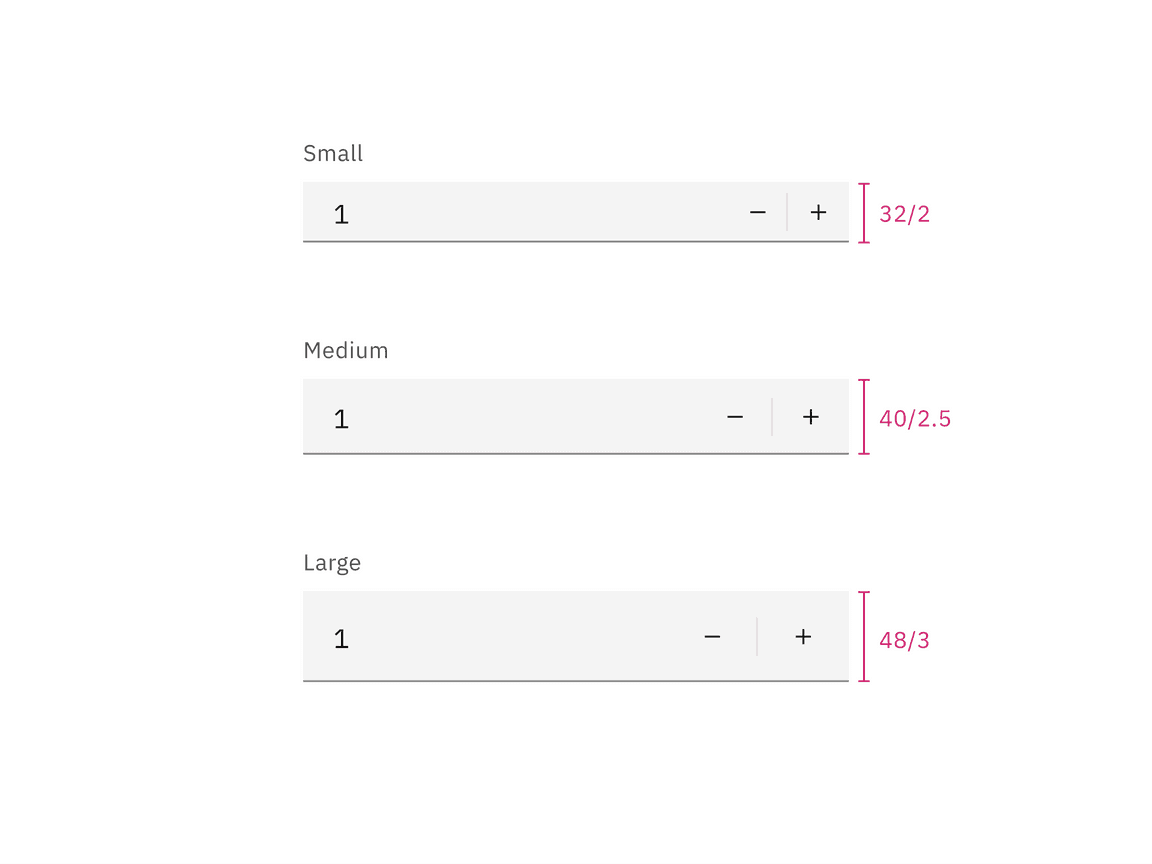 Small
1 − + 32/2
Medium
1 − + 40/2.5
Large
1 − + 48/3